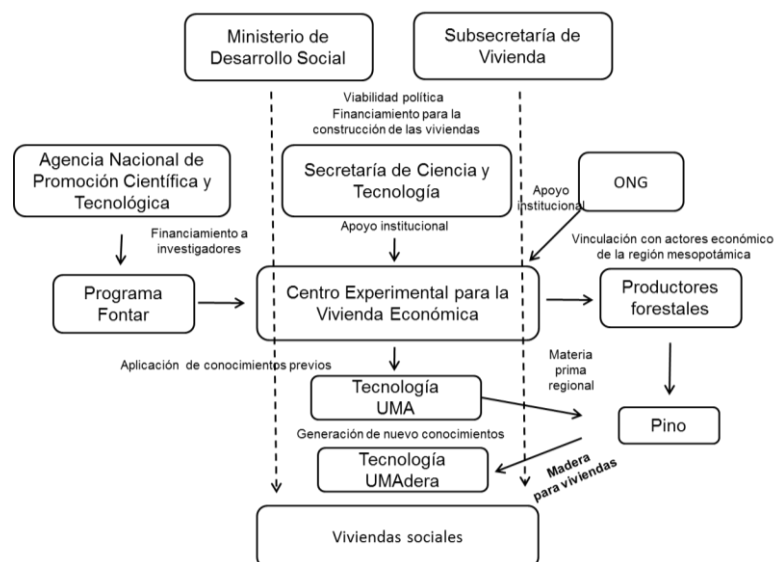 Ministerio de
Desarrollo Social
Subsecretaría de
Vivienda
Viabilidad política
Financiamiento para la
construcción de las viviendas
Agencia Nacional de
Promoción Científica y
Tecnológica
Secretaría de Ciencia y
Tecnología
ONG
Apoyo
institucional
Financiamiento a
investigadores
Apoyo institucional
Vinculación con actores económico
de la región mesopotámica
Programa
Fontar
Centro Experimental para la
Vivienda Económica
Productores
forestales
Aplicación de conocimientos previos
Materia
prima
regional
Tecnología
UMA
Pino
Generación de nuevo conocimientos
Tecnología
UMAdera
Madera
para viviendas
Viviendas sociales